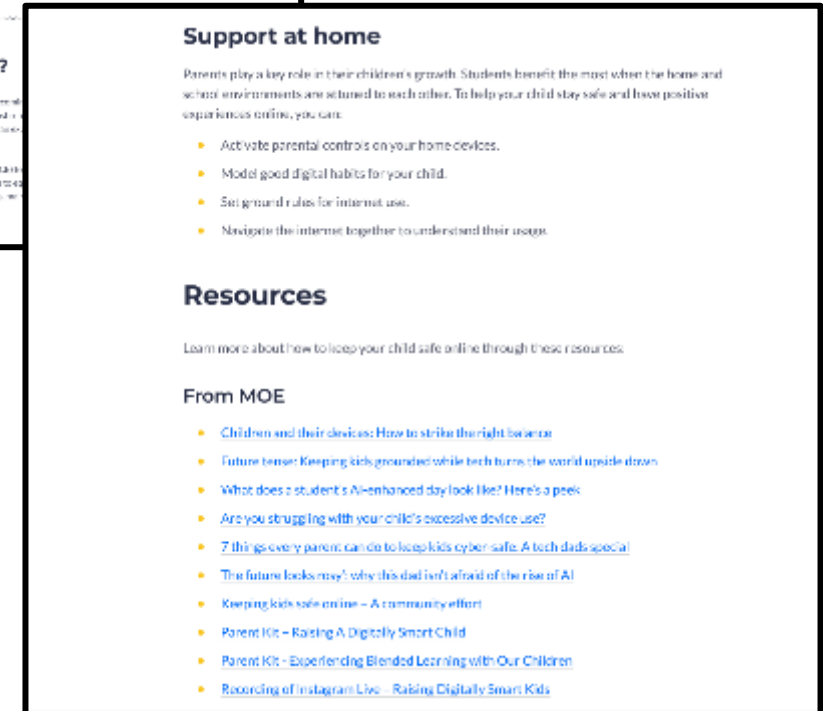 ?
Support at home
Parents play a key role in their children's growth. Students benefit the most when the home and
school environments are attuned to each other. To help your child stay safe and have positive
experiences online, you can:
Activate parental controls on your home devices.
Model good digital habits for your child.
Set ground rules for internet use.
Navigate the internet together to understand their usage.
Resources
Learn more about how to keep your child safe online through these resources:
From MOE
Children and their devices: How to strike the right balance
Future tense: Keeping kids grounded while tech turns the world upside down
What does a student's AI-enhanced day look like? Here's a peek
Are you struggling with your child's excessive device use?
7 things every parent can do to keep kids cyber-safe. A tech dads special
The future looks rosy': why this dad isn't afraid of the rise of AI
Keeping kids safe online – A community effort
Parent Kit – Raising A Digitally Smart Child
Parent Kit - Experiencing Blended Learning with Our Children
Recording of Instagram Live – Raising Digitally Smart Kids